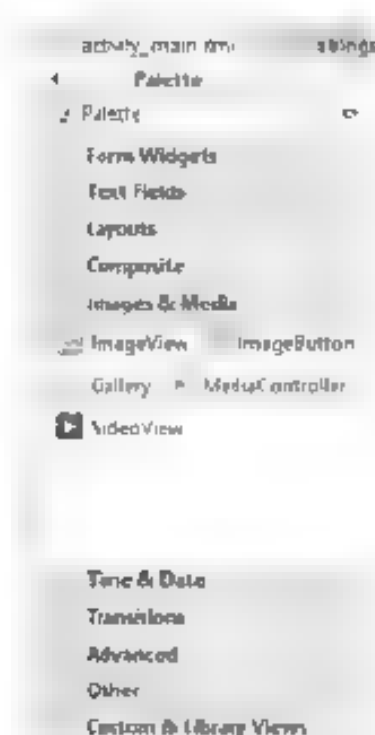 activity_main.xml strings
Palette
Palette
Form Widgets
Text Fields
Layouts
Composite
Images & Media
ImageView ImageButton
Gallery MediaController
VideoView
Time & Date
Transitions
Advanced
Other
Custom & Library Views